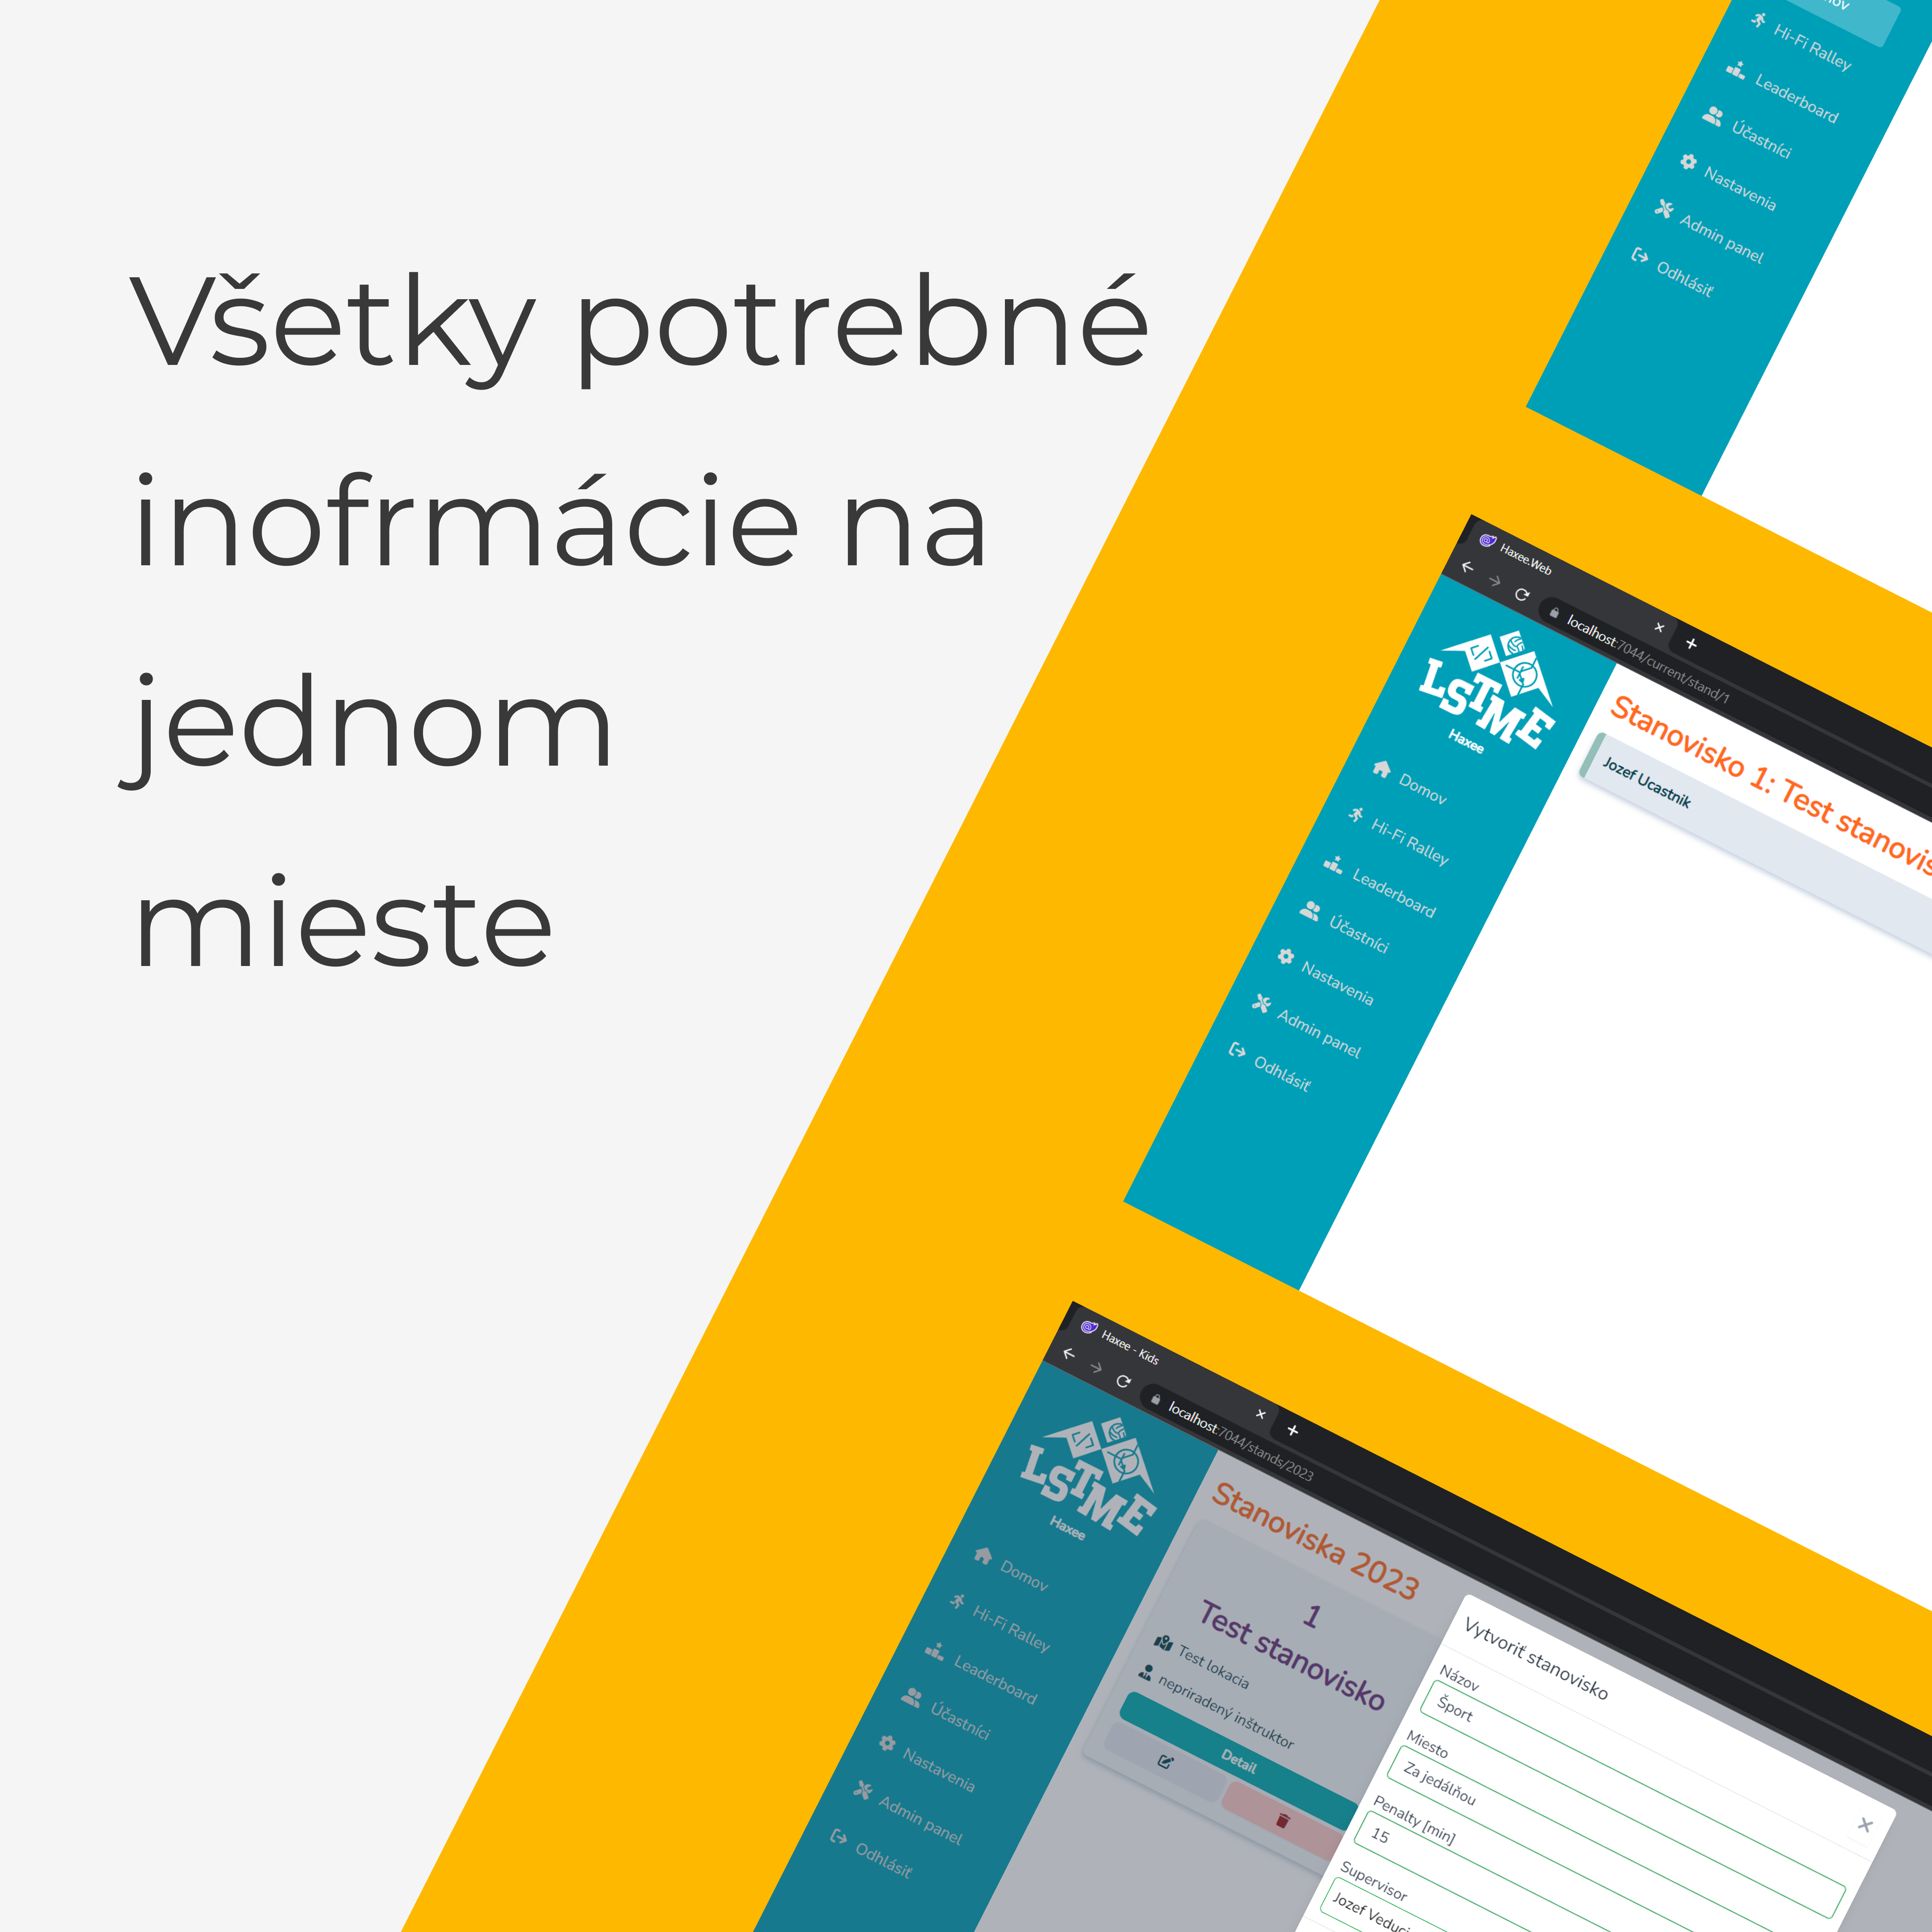 Všetky potrebné
inofrmácie na
jednom
mieste
Hi-Fi Ralley
Leaderboard
Účastníci
Nastavenia
Admin panel
Odhlásiť
Haxee.Web
localhost:7044/current/stand/1
LSTME
Haxee
Domov
Hi-Fi Ralley
Leaderboard
Účastníci
Nastavenia
Admin panel
Odhlásiť
Stanovisko 1: Test
Jozef Ucastnik
Haxee - Kids
localhost:7044/stands/2023
LSTME
Haxee
Domov
Hi-Fi Ralley
Leaderboard
Účastníci
Nastavenia
Admin panel
Odhlásiť
Stanoviska 2023
1
Test stanovisko
Test lokacia
nepriradený inštruktor
Detail
Vytvoriť stanovisko
Názov
Šport
Miesto
Za jedálňou
Penalty [min]
15
Supervisor
Jozef